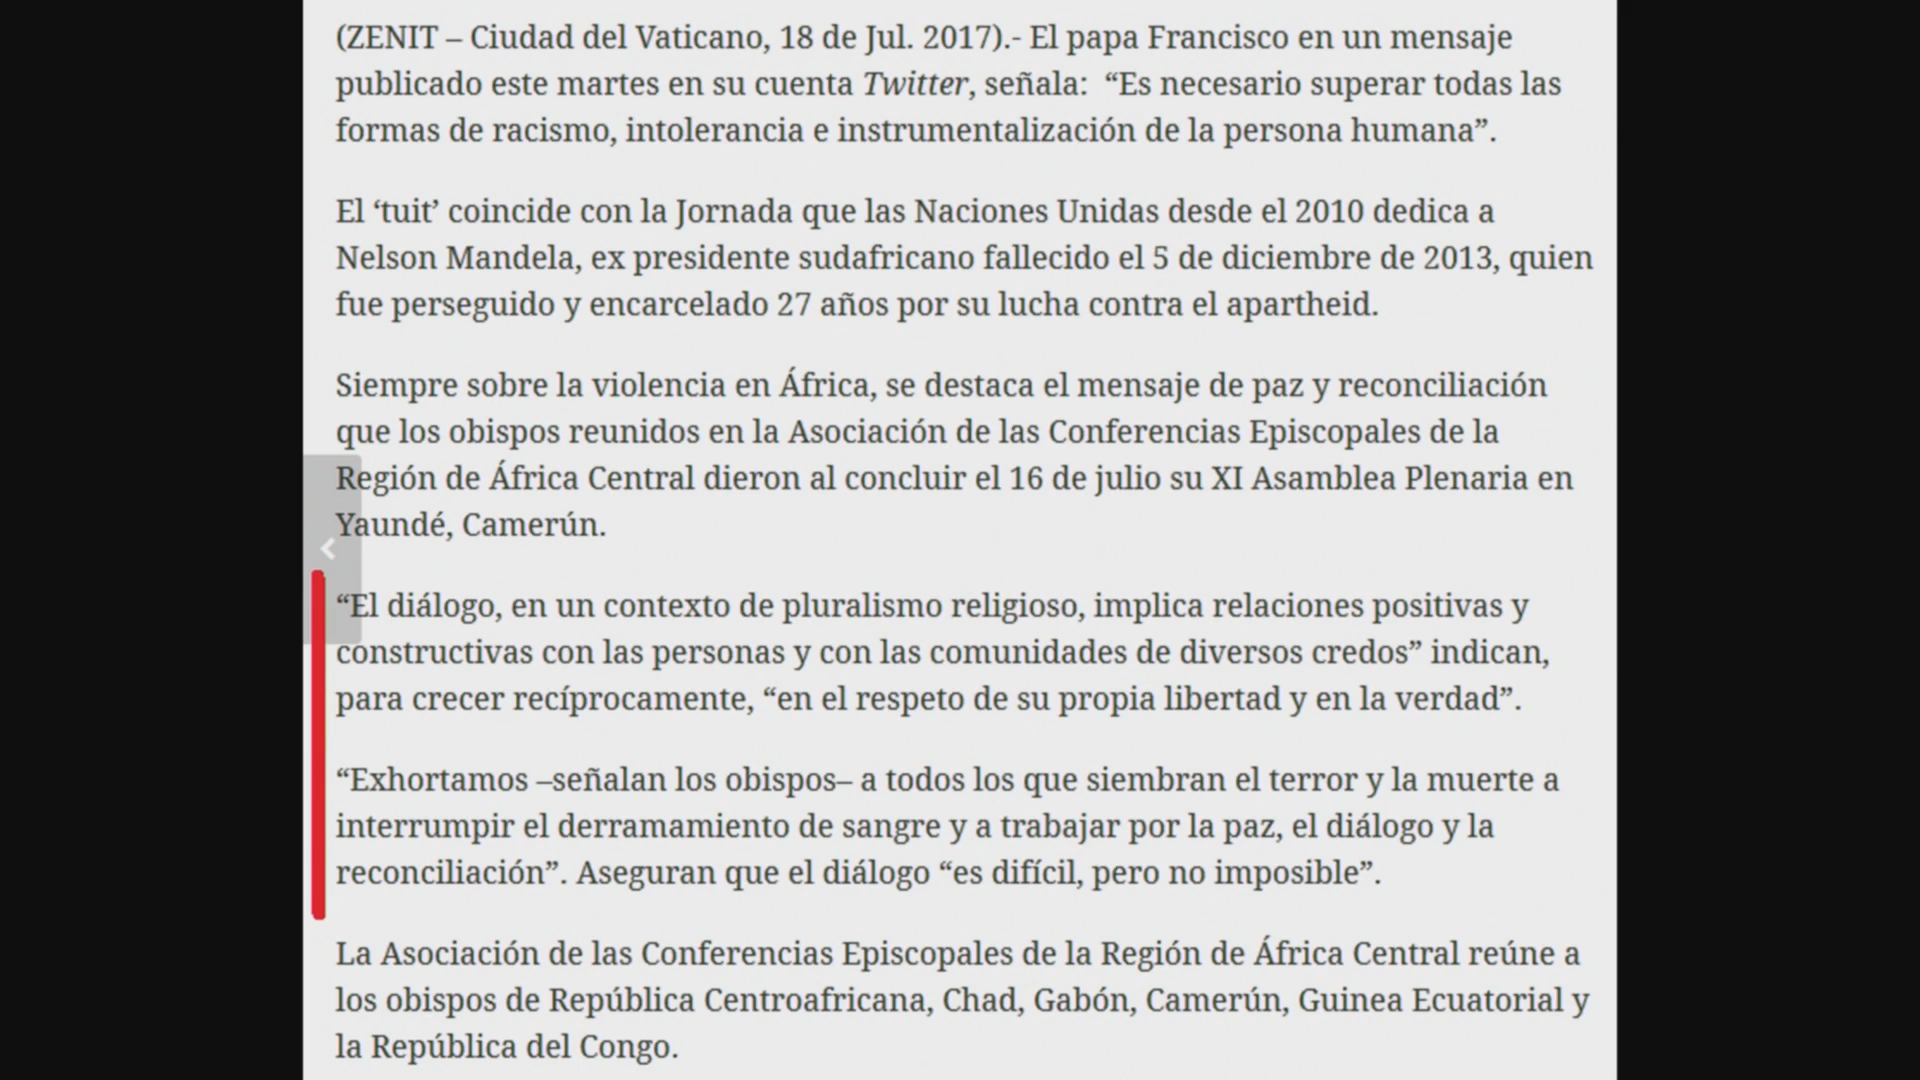 (ZENIT – Ciudad del Vaticano, 18 de Jul. 2017).- El papa Francisco en un mensaje
publicado este martes en su cuenta Twitter, señala:  “Es necesario superar todas las
formas de racismo, intolerancia e instrumentalización de la persona humana”.
El ‘tuit’ coincide con la Jornada que las Naciones Unidas desde el 2010 dedica a
Nelson Mandela, ex presidente sudafricano fallecido el 5 de diciembre de 2013, quien
fue perseguido y encarcelado 27 años por su lucha contra el apartheid.
Siempre sobre la violencia en África, se destaca el mensaje de paz y reconciliación
que los obispos reunidos en la Asociación de las Conferencias Episcopales de la
Región de África Central dieron al concluir el 16 de julio su XI Asamblea Plenaria en
Yaundé, Camerún.
“El diálogo, en un contexto de pluralismo religioso, implica relaciones positivas y
constructivas con las personas y con las comunidades de diversos credos” indican,
para crecer recíprocamente, “en el respeto de su propia libertad y en la verdad”.
“Exhortamos –señalan los obispos– a todos los que siembran el terror y la muerte a
interrumpir el derramamiento de sangre y a trabajar por la paz, el diálogo y la
reconciliación”. Aseguran que el diálogo “es difícil, pero no imposible”.
La Asociación de las Conferencias Episcopales de la Región de África Central reúne a
los obispos de República Centroafricana, Chad, Gabón, Camerún, Guinea Ecuatorial y
la República del Congo.